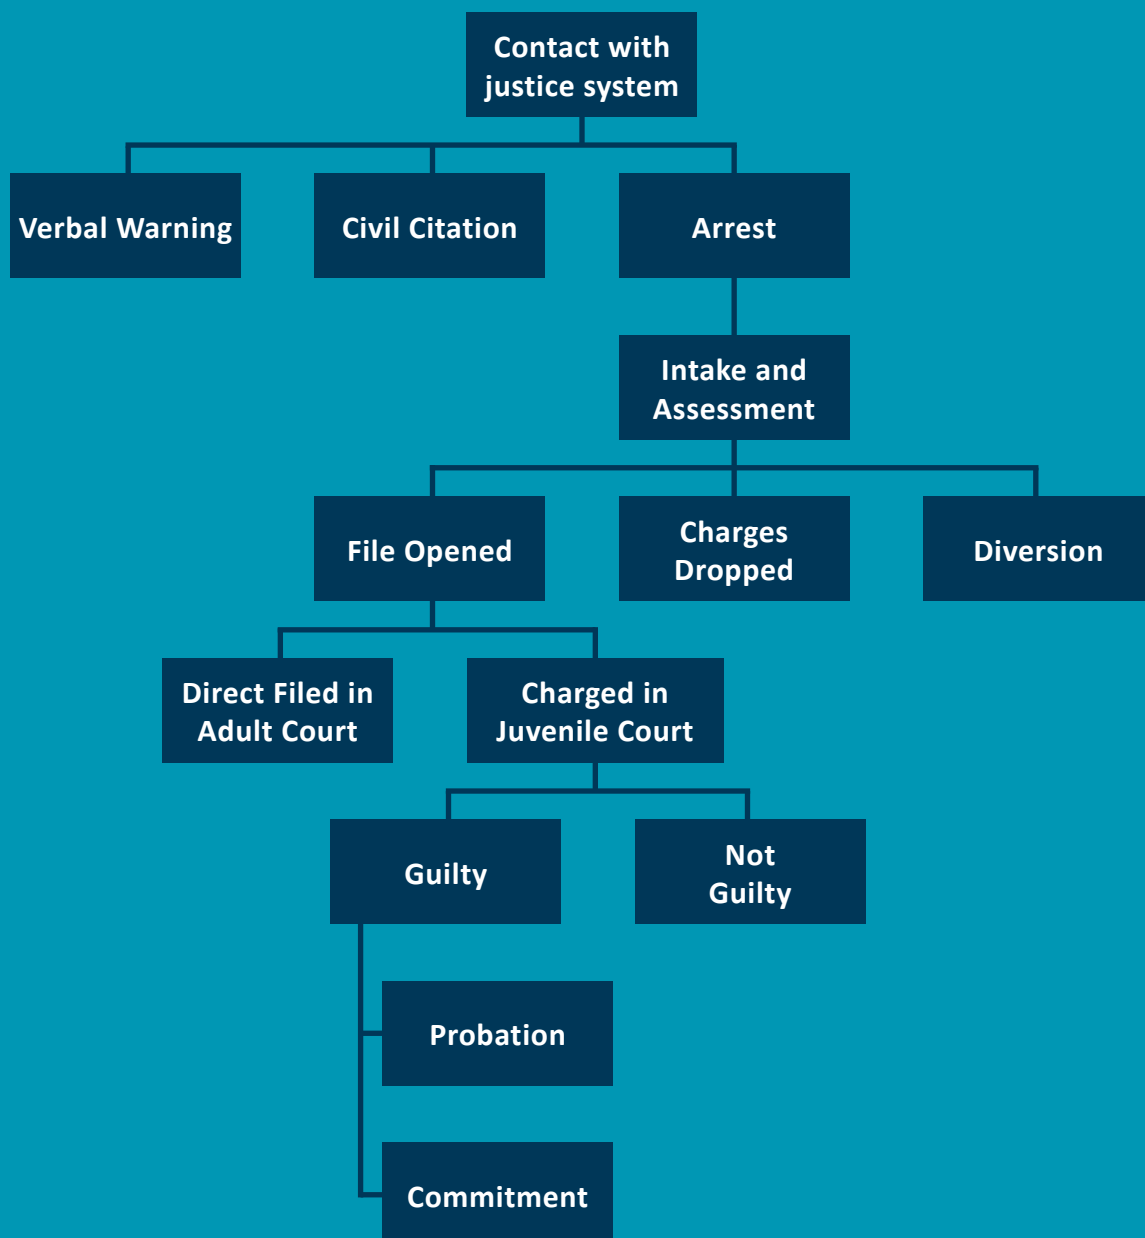 Contact with
justice system
Verbal Warning
Civil Citation
Arrest
Intake and
Assessment
File Opened
Charges
Dropped
Diversion
Direct Filed in
Adult Court
Charged in
Juvenile Court
Guilty
Not
Guilty
Probation
Commitment